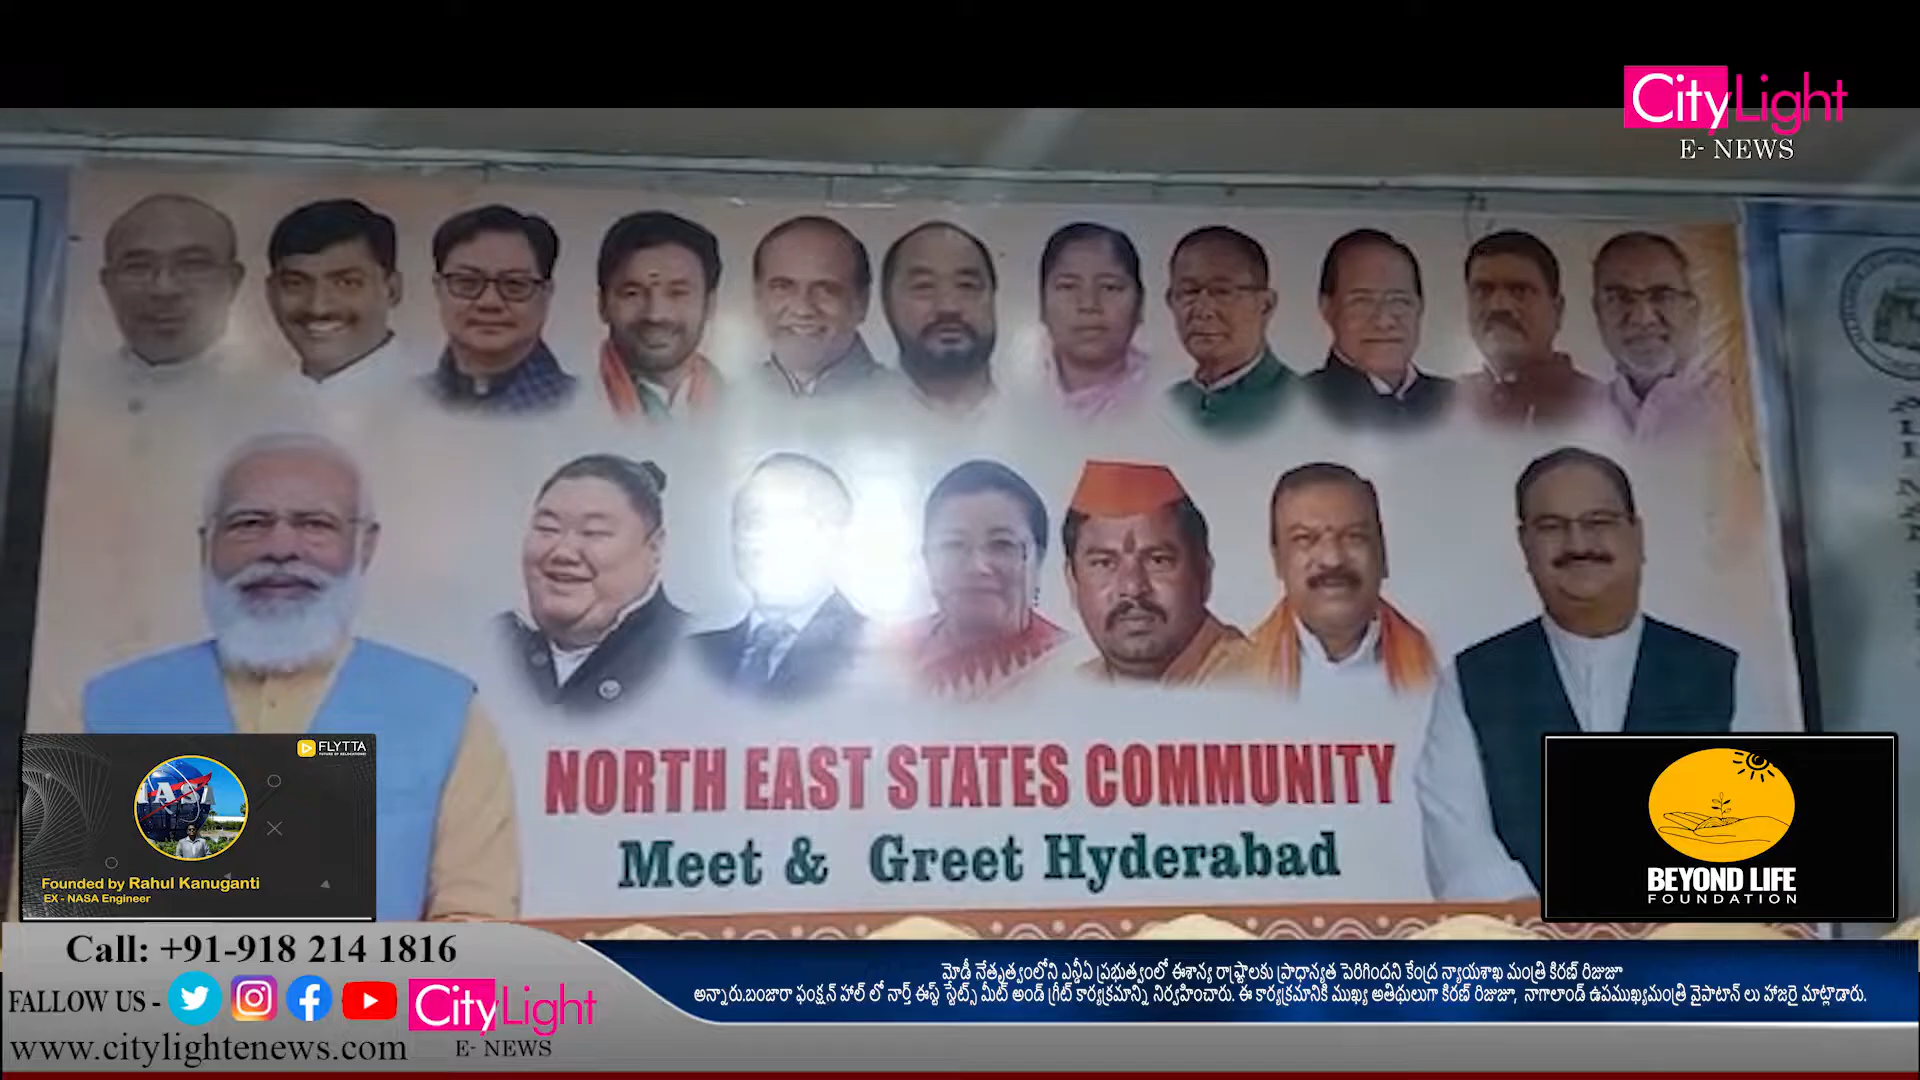 CityLight
E- NEWS
NORTH EAST STATES COMMUNITY
Meet & Greet Hyderabad
FLYTTA
NASA
Founded by Rahul Kanuganti
EX - NASA Engineer
BEYOND LIFE
FOUNDATION
Call: +91-918 214 1816
FALLOW US -
CityLight
E- NEWS
www.citylightenews.com
మోడీ నేతృత్వంలోని ఎన్డీఏ ప్రభుత్వంలో ఈశాన్య రాష్ట్రాలకు ప్రాధాన్యత పెరిగిందని కేంద్ర న్యాయశాఖ మంత్రి కిరణ్ రిజుజూ
అన్నారు.బంజారా ఫంక్షన్ హాల్ లో నార్త్ ఈస్ట్ స్టేట్స్ మీట్ అండ్ గ్రీట్ కార్యక్రమాన్ని నిర్వహించారు. ఈ కార్యక్రమానికి ముఖ్య అతిథులుగా కిరణ్ రిజుజూ, నాగాలాండ్ ఉపముఖ్యమంత్రి వైపాటాన్ లు హాజరై మాట్లాడారు.